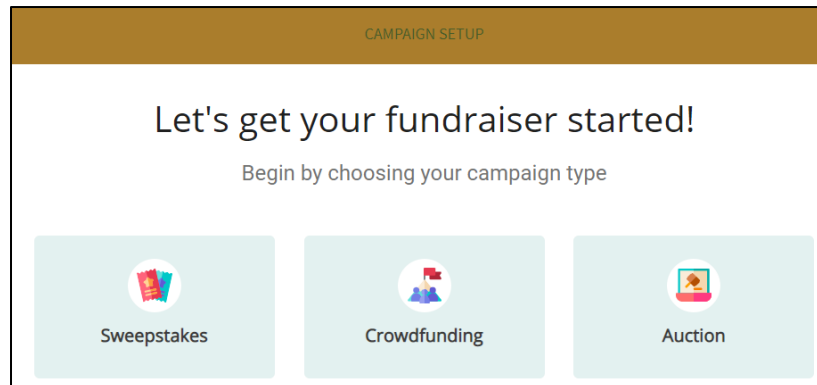 CAMPAIGN SETUP
Let's get your fundraiser started!
Begin by choosing your campaign type
Sweepstakes
Crowdfunding
Auction